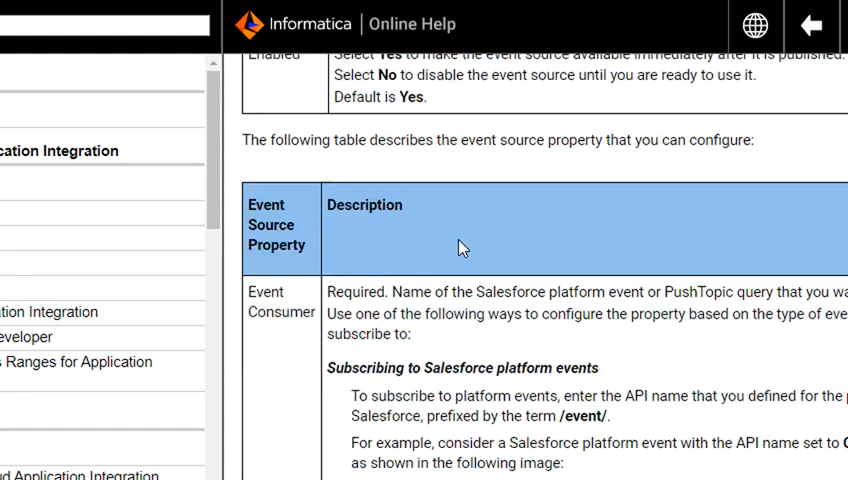 Informatica | Online Help
Enabled
Select Yes to make the event source available immediately after it is published.
Select No to disable the event source until you are ready to use it.
Default is Yes.
cation Integration
The following table describes the event source property that you can configure:
Event Source Property
Description
Event Consumer
Required. Name of the Salesforce platform event or PushTopic query that you wa
Use one of the following ways to configure the property based on the type of eve
subscribe to:
Subscribing to Salesforce platform events
To subscribe to platform events, enter the API name that you defined for the
Salesforce, prefixed by the term /event/.
For example, consider a Salesforce platform event with the API name set to
as shown in the following image:
tion Integration
eveloper
s Ranges for Application
ud Application Integration